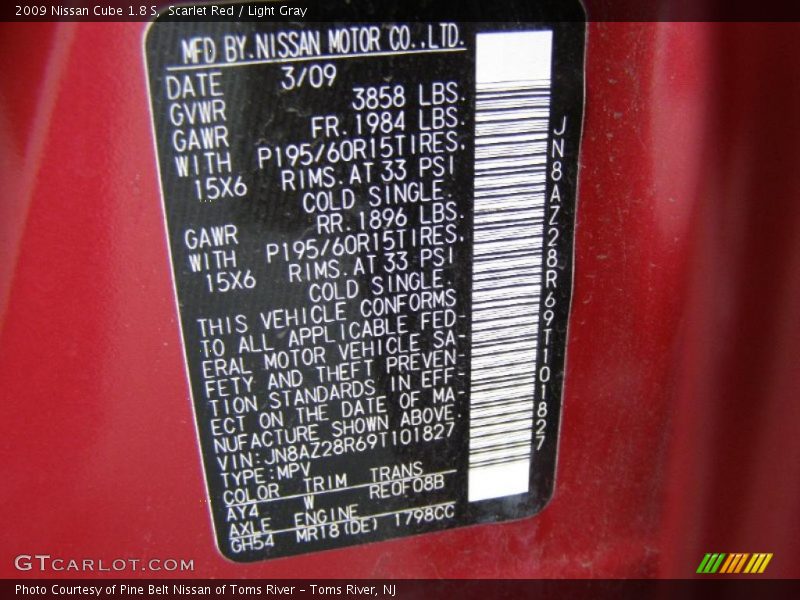 2009 Nissan Cube 1.8 S, Scarlet Red / Light Gray
MFD BY.NISSAN MOTOR CO.,LTD.
DATE 3/09
GVWR 3858 LBS.
GAWR FR.1984 LBS.
WITH P195/60R15TIRES.
15X6 RIMS.AT 33 PSI
COLD SINGLE.
GAWR RR.1896 LBS.
WITH P195/60R15TIRES.
15X6 RIMS.AT 33 PSI
COLD SINGLE.
THIS VEHICLE CONFORMS
TO ALL APPLICABLE FED-
ERAL MOTOR VEHICLE SA-
FETY AND THEFT PREVEN-
TION STANDARDS IN EFF-
ECT ON THE DATE OF MA-
NUFACTURE SHOWN ABOVE.
VIN:JN8AZ28R69T101827
TYPE:MPV
COLOR TRIM TRANS
AY4 W RE0F08B
AXLE ENGINE
GH54 MR18(DE) 1798CC
JN8AZ28R69T101827
GTCARLOT.COM
Photo Courtesy of Pine Belt Nissan of Toms River - Toms River, NJ